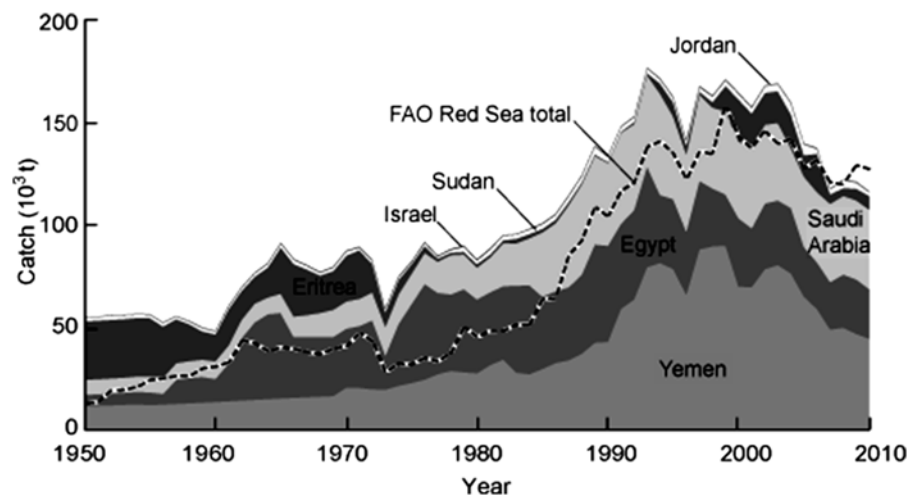 200
Jordan
150
FAO Red Sea total
Sudan
Israel
100
Catch (10³ t)
Saudi
Arabia
Egypt
Eritrea
50
Yemen
0
1950 1960 1970 1980 1990 2000 2010
Year